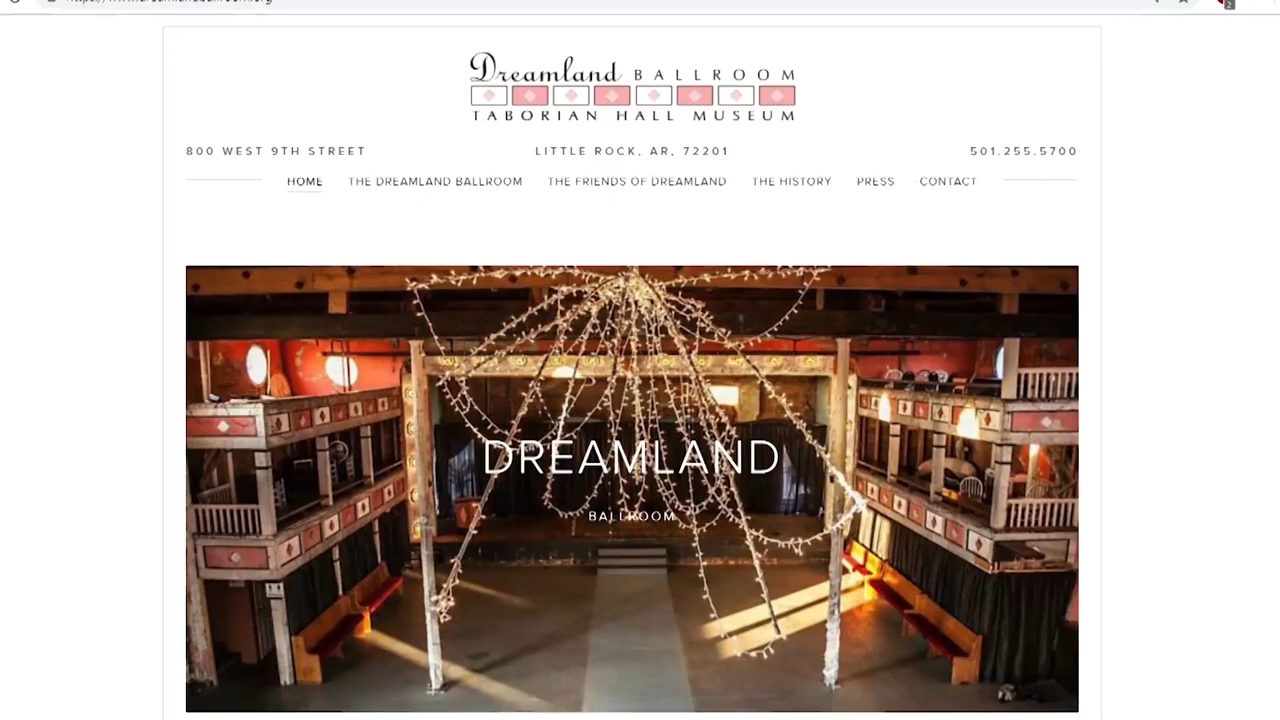 Dreamland BALLROOM
TABORIAN HALL MUSEUM
800 WEST 9TH STREET
LITTLE ROCK, AR, 72201
501.255.5700
HOME
THE DREAMLAND BALLROOM
THE FRIENDS OF DREAMLAND
THE HISTORY
PRESS
CONTACT
DREAMLAND
BALLROOM